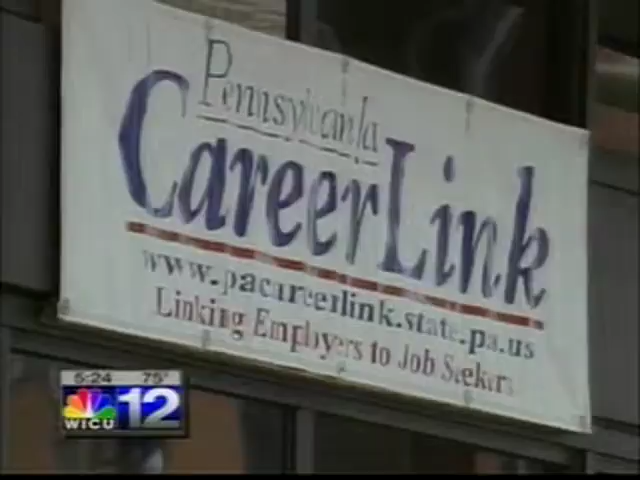 Pennsylvania
CareerLink
www.pacareerlink.state.pa.us
Linking Employers to Job Seekers
5:24 75°
WICU 12